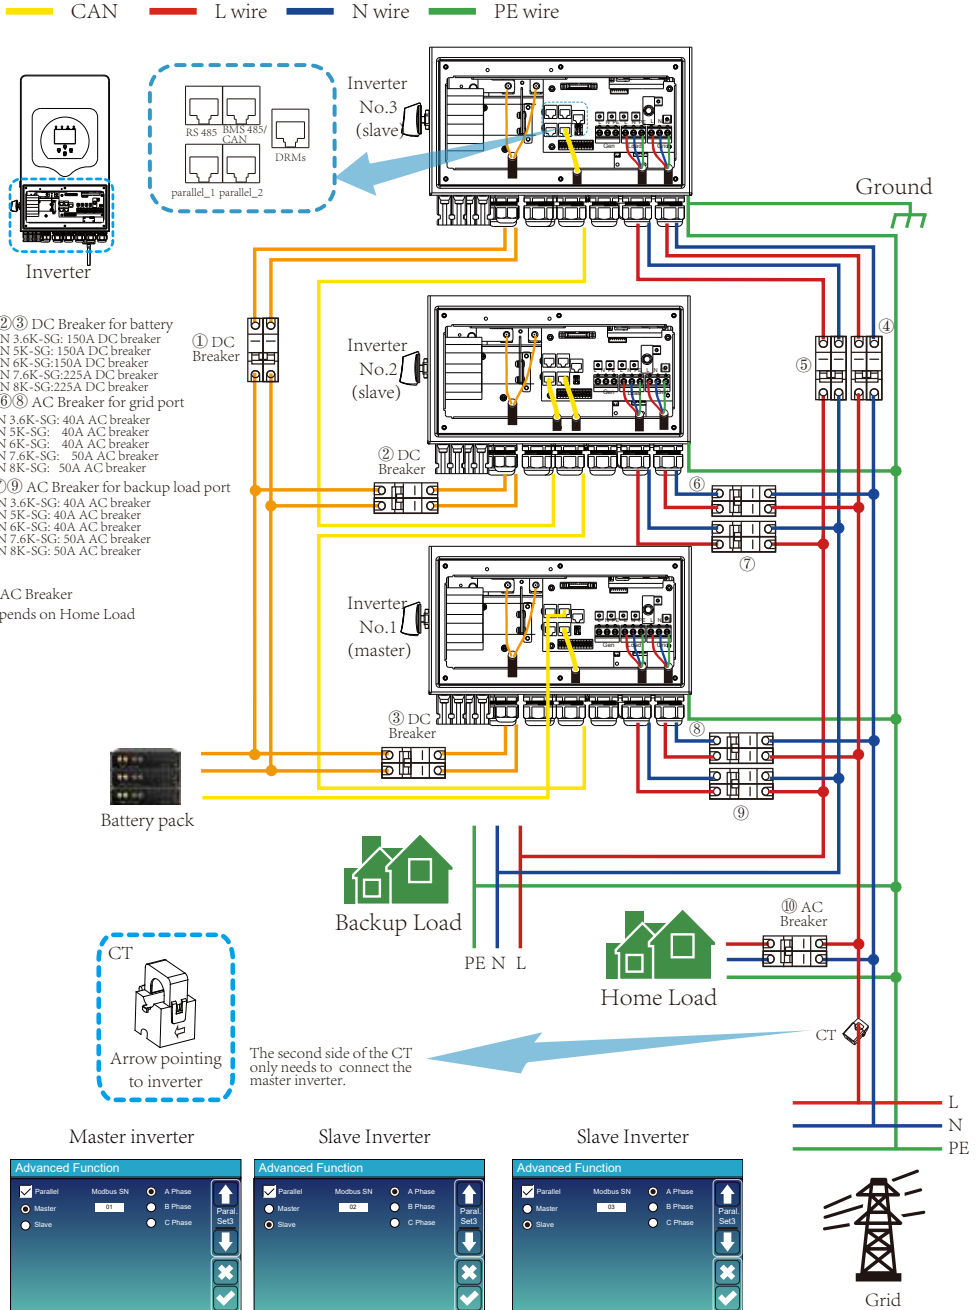 CAN L wire N wire PE wire
Inverter
No.3
(slave)
RS 485 BMS 485/
CAN
DRMs
parallel_1 parallel_2
Ground
Inverter
②③ DC Breaker for battery
N 3.6K-SG: 150A DC breaker
N 5K-SG: 150A DC breaker
N 6K-SG:150A DC breaker
N 7.6K-SG:225A DC breaker
N 8K-SG:225A DC breaker
⑥⑧ AC Breaker for grid port
N 3.6K-SG: 40A AC breaker
N 5K-SG: 40A AC breaker
N 6K-SG: 40A AC breaker
N 7.6K-SG: 50A AC breaker
N 8K-SG: 50A AC breaker
⑨ AC Breaker for backup load port
N 3.6K-SG: 40A AC breaker
N 5K-SG: 40A AC breaker
N 6K-SG: 40A AC breaker
N 7.6K-SG: 50A AC breaker
N 8K-SG: 50A AC breaker
AC Breaker
pends on Home Load
① DC
Breaker
④
⑤
Inverter
No.2
(slave)
② DC
Breaker
⑥
⑦
Inverter
No.1
(master)
Gen Load Grid
③ DC
Breaker
⑧
⑨
Battery pack
Backup Load
PE N L
⑩ AC
Breaker
Home Load
CT
Arrow pointing
to inverter
The second side of the CT
only needs to connect the
master inverter.
CT
L
N
PE
Master inverter
Advanced Function
Parallel Modbus SN A Phase
Master 01 B Phase
Slave C Phase
Paral.
Set3
Slave Inverter
Advanced Function
Parallel Modbus SN A Phase
Master 02 B Phase
Slave C Phase
Paral.
Set3
Slave Inverter
Advanced Function
Parallel Modbus SN A Phase
Master 03 B Phase
Slave C Phase
Paral.
Set3
Grid